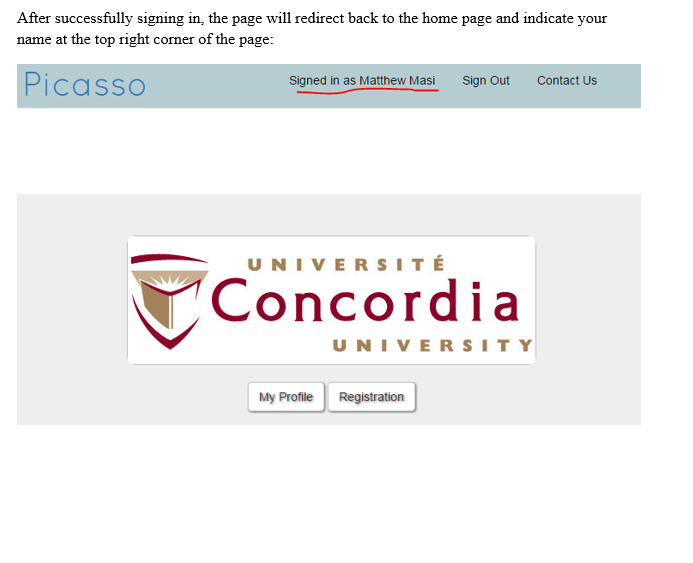 After successfully signing in, the page will redirect back to the home page and indicate your
name at the top right corner of the page:
Picasso Signed in as Matthew Masi Sign Out Contact Us
UNIVERSITÉ
Concordia
UNIVERSITY
My Profile Registration